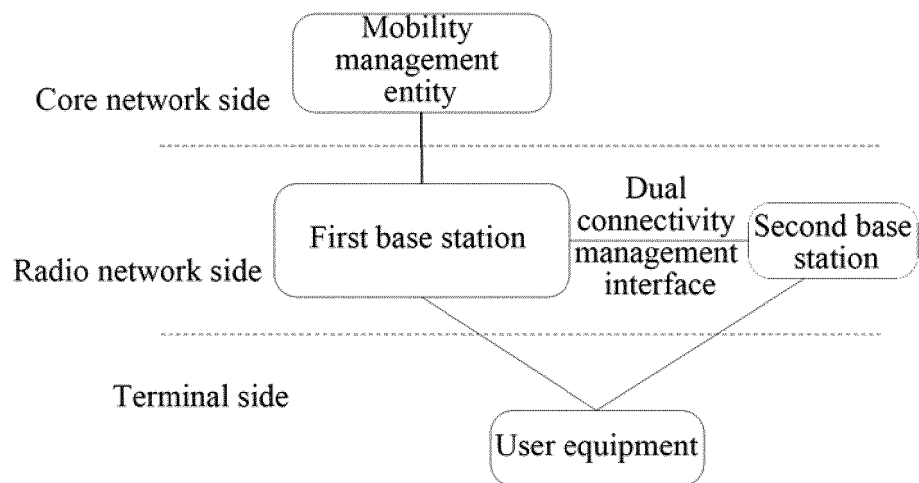 Mobility
management
entity
Core network side
Dual
connectivity
management
interface
First base station
Second base
station
Radio network side
Terminal side
User equipment